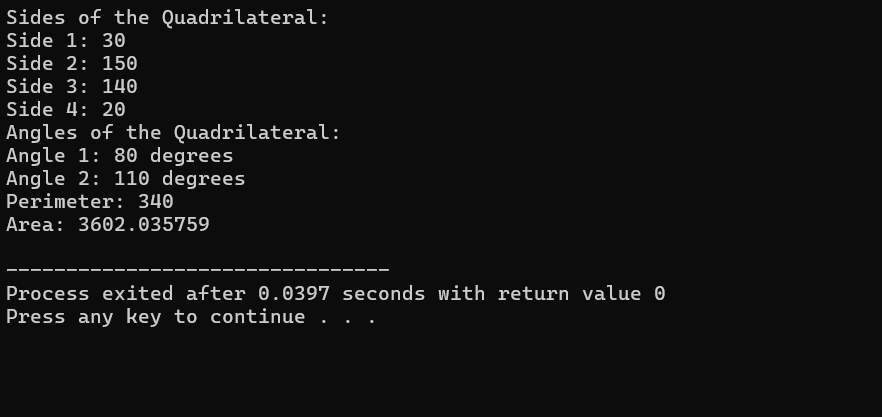 Sides of the Quadrilateral:
Side 1: 30
Side 2: 150
Side 3: 140
Side 4: 20
Angles of the Quadrilateral:
Angle 1: 80 degrees
Angle 2: 110 degrees
Perimeter: 340
Area: 3602.035759
--------------------------------
Process exited after 0.0397 seconds with return value 0
Press any key to continue . . .